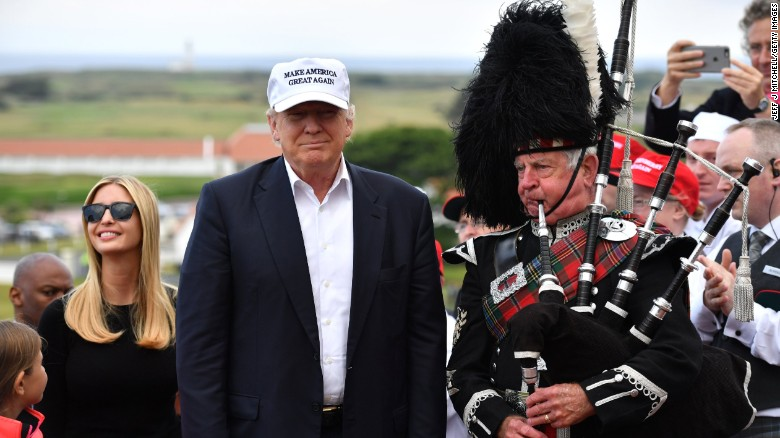 MAKE AMERICA
GREAT AGAIN
JEFF J MITCHELL/GETTY IMAGES